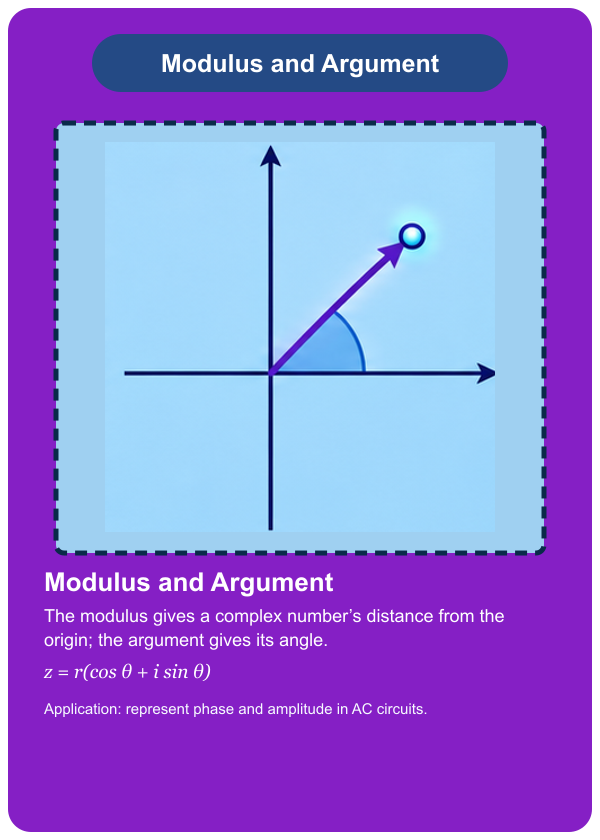 Modulus and Argument
Modulus and Argument
The modulus gives a complex number’s distance from the
origin; the argument gives its angle.
z = r(cos θ + i sin θ)
Application: represent phase and amplitude in AC circuits.